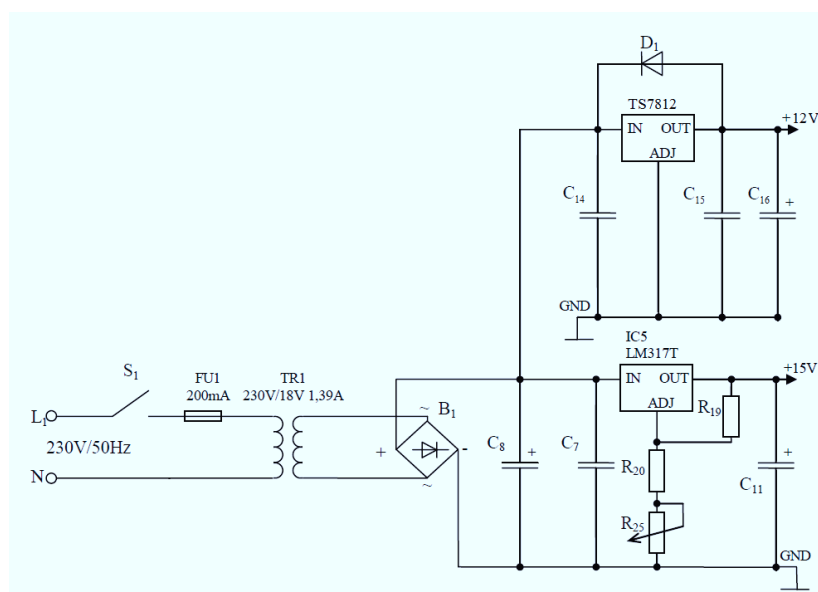 D1
TS7812
IN OUT
ADJ
+12V
C14
C15
C16
+
GND
IC5
LM317T
+15V
IN OUT
ADJ
R19
S1
FU1
200mA
TR1
230V/18V 1,39A
~
B1
L1
230V/50Hz
+
-
C8
+
C7
R20
+
C11
N
~
R25
GND